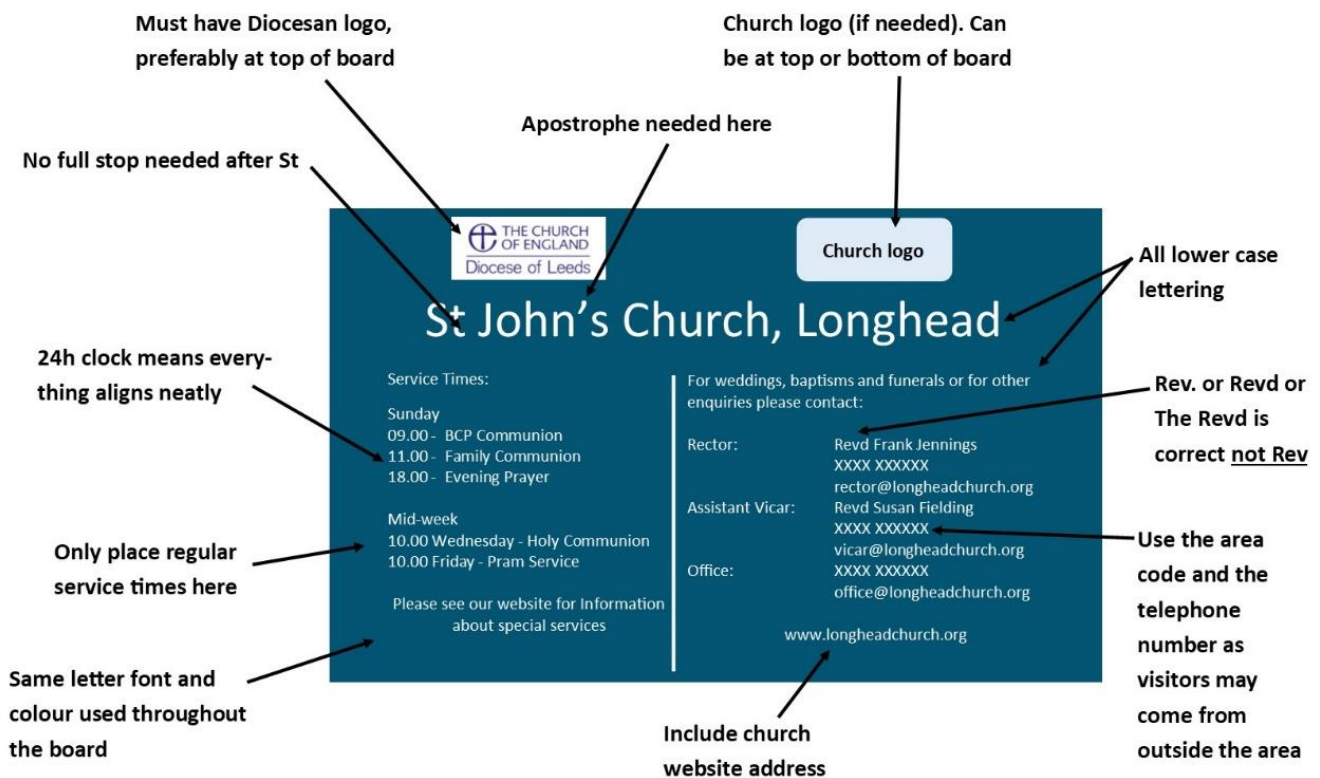 Must have Diocesan logo,
preferably at top of board
Church logo (if needed). Can
be at top or bottom of board
Apostrophe needed here
No full stop needed after St
THE CHURCH
OF ENGLAND
Diocese of Leeds
Church logo
All lower case
lettering
St John’s Church, Longhead
24h clock means every-
thing aligns neatly
Service Times:
Sunday
09.00 - BCP Communion
11.00 - Family Communion
18.00 - Evening Prayer
Mid-week
10.00 Wednesday - Holy Communion
10.00 Friday - Pram Service
Please see our website for Information
about special services
For weddings, baptisms and funerals or for other
enquiries please contact:
Rector: Revd Frank Jennings
XXXX XXXXXX
rector@longheadchurch.org
Assistant Vicar: Revd Susan Fielding
XXXX XXXXXX
vicar@longheadchurch.org
Office: XXXX XXXXXX
office@longheadchurch.org
www.longheadchurch.org
Rev. or Revd or
The Revd is
correct not Rev
Only place regular
service times here
Use the area
code and the
telephone
number as
visitors may
come from
outside the area
Same letter font and
colour used throughout
the board
Include church
website address